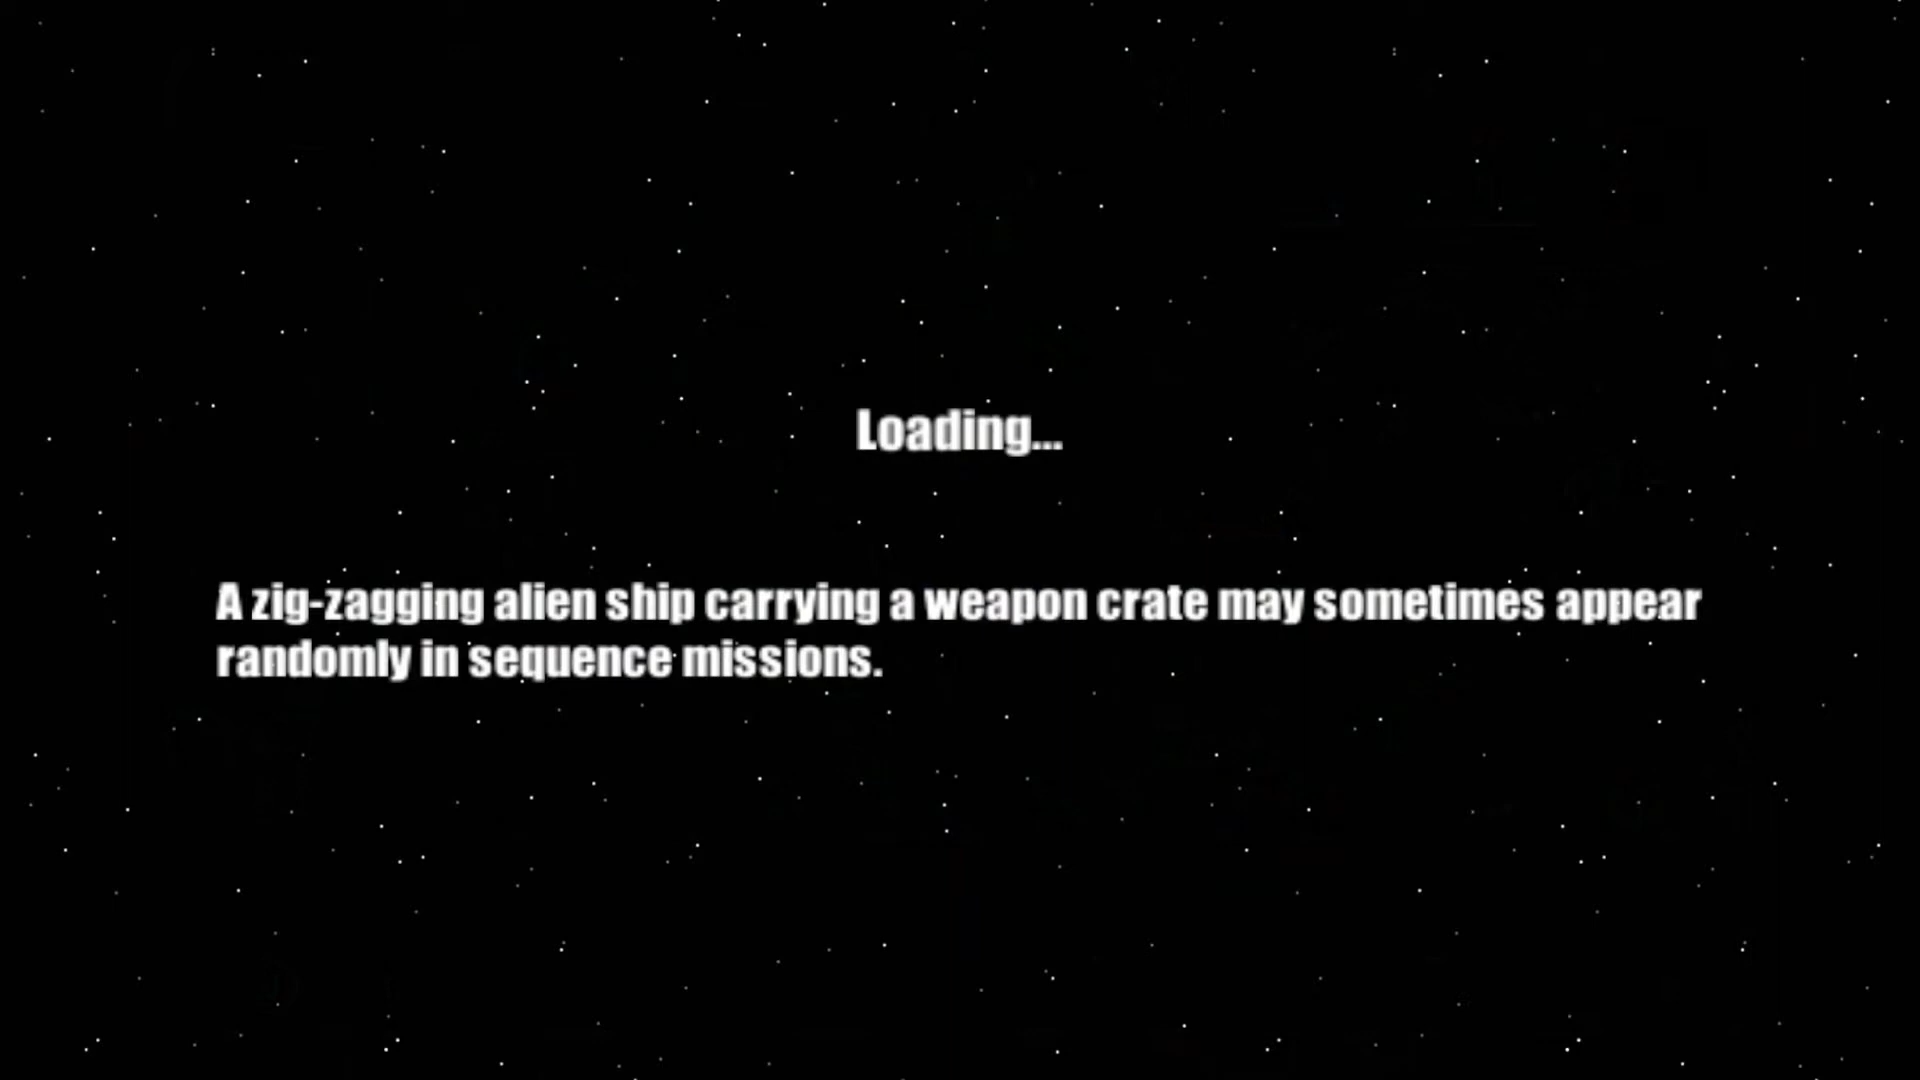 Loading...
A zig-zagging alien ship carrying a weapon crate may sometimes appear
randomly in sequence missions.